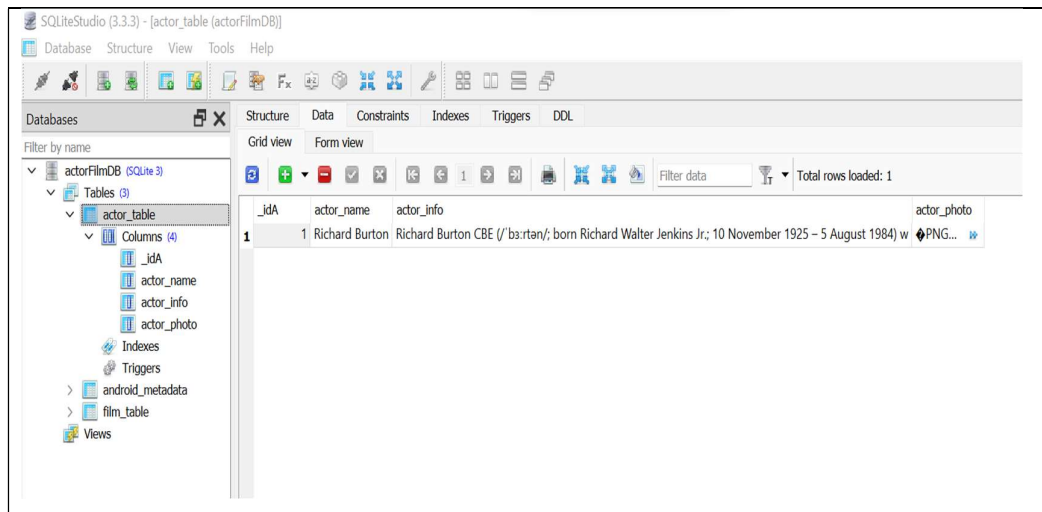 SQLiteStudio (3.3.3) - [actor_table (actorFilmDB)]
Database Structure View Tools Help
Databases
Filter by name
actorFilmDB (SQLite 3)
Tables (3)
actor_table
Columns (4)
_idA
actor_name
actor_info
actor_photo
Indexes
Triggers
android_metadata
film_table
Views
Structure Data Constraints Indexes Triggers DDL
Grid view Form view
1 Filter data Total rows loaded: 1
_idA actor_name actor_info actor_photo
1 1 Richard Burton Richard Burton CBE (/ˈbɜːrtən/; born Richard Walter Jenkins Jr.; 10 November 1925 – 5 August 1984) w �PNG...